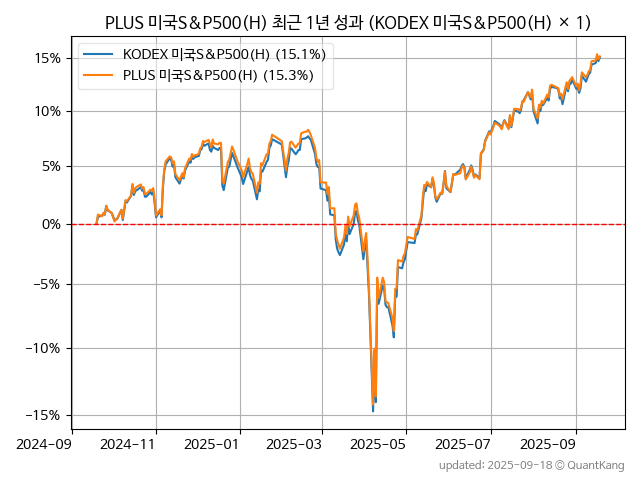 PLUS 미국S&P500(H) 최근 1년 성과 (KODEX 미국S&P500(H) × 1)
KODEX 미국S&P500(H) (15.1%)
PLUS 미국S&P500(H) (15.3%)
15%
10%
5%
0%
−5%
−10%
−15%
2024-09 2024-11 2025-01 2025-03 2025-05 2025-07 2025-09
updated: 2025-09-18 © QuantKang